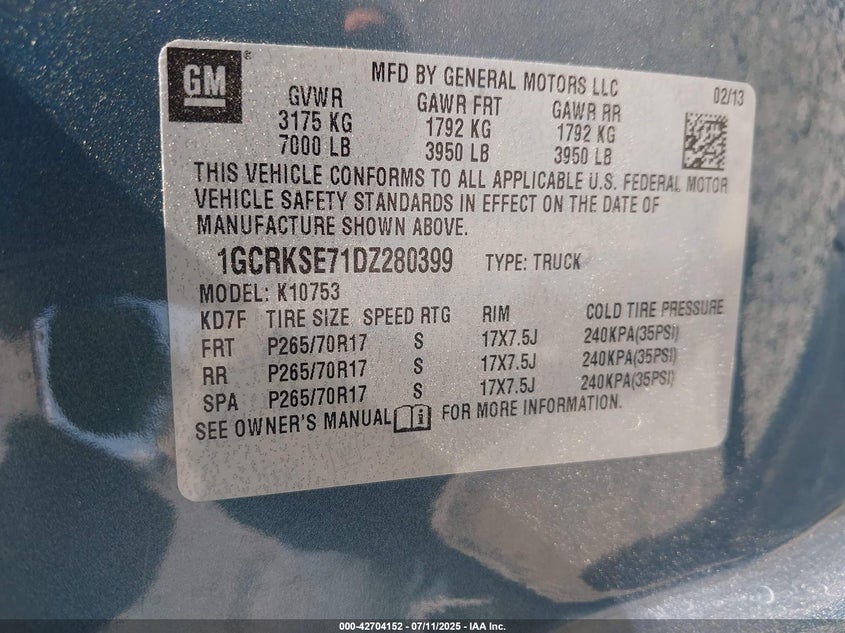 GM
MFD BY GENERAL MOTORS LLC
02/13
GVWR GAWR FRT GAWR RR
3175 KG 1792 KG 1792 KG
7000 LB 3950 LB 3950 LB
THIS VEHICLE CONFORMS TO ALL APPLICABLE U.S. FEDERAL MOTOR
VEHICLE SAFETY STANDARDS IN EFFECT ON THE DATE OF
MANUFACTURE SHOWN ABOVE.
1GCRKSE71DZ280399 TYPE: TRUCK
MODEL: K10753
KD7F TIRE SIZE SPEED RTG RIM COLD TIRE PRESSURE
FRT P265/70R17 S 17X7.5J 240KPA(35PSI)
RR P265/70R17 S 17X7.5J 240KPA(35PSI)
SPA P265/70R17 S 17X7.5J 240KPA(35PSI)
SEE OWNER'S MANUAL i FOR MORE INFORMATION.
000-42704152 - 07/11/2025 - IAA Inc.